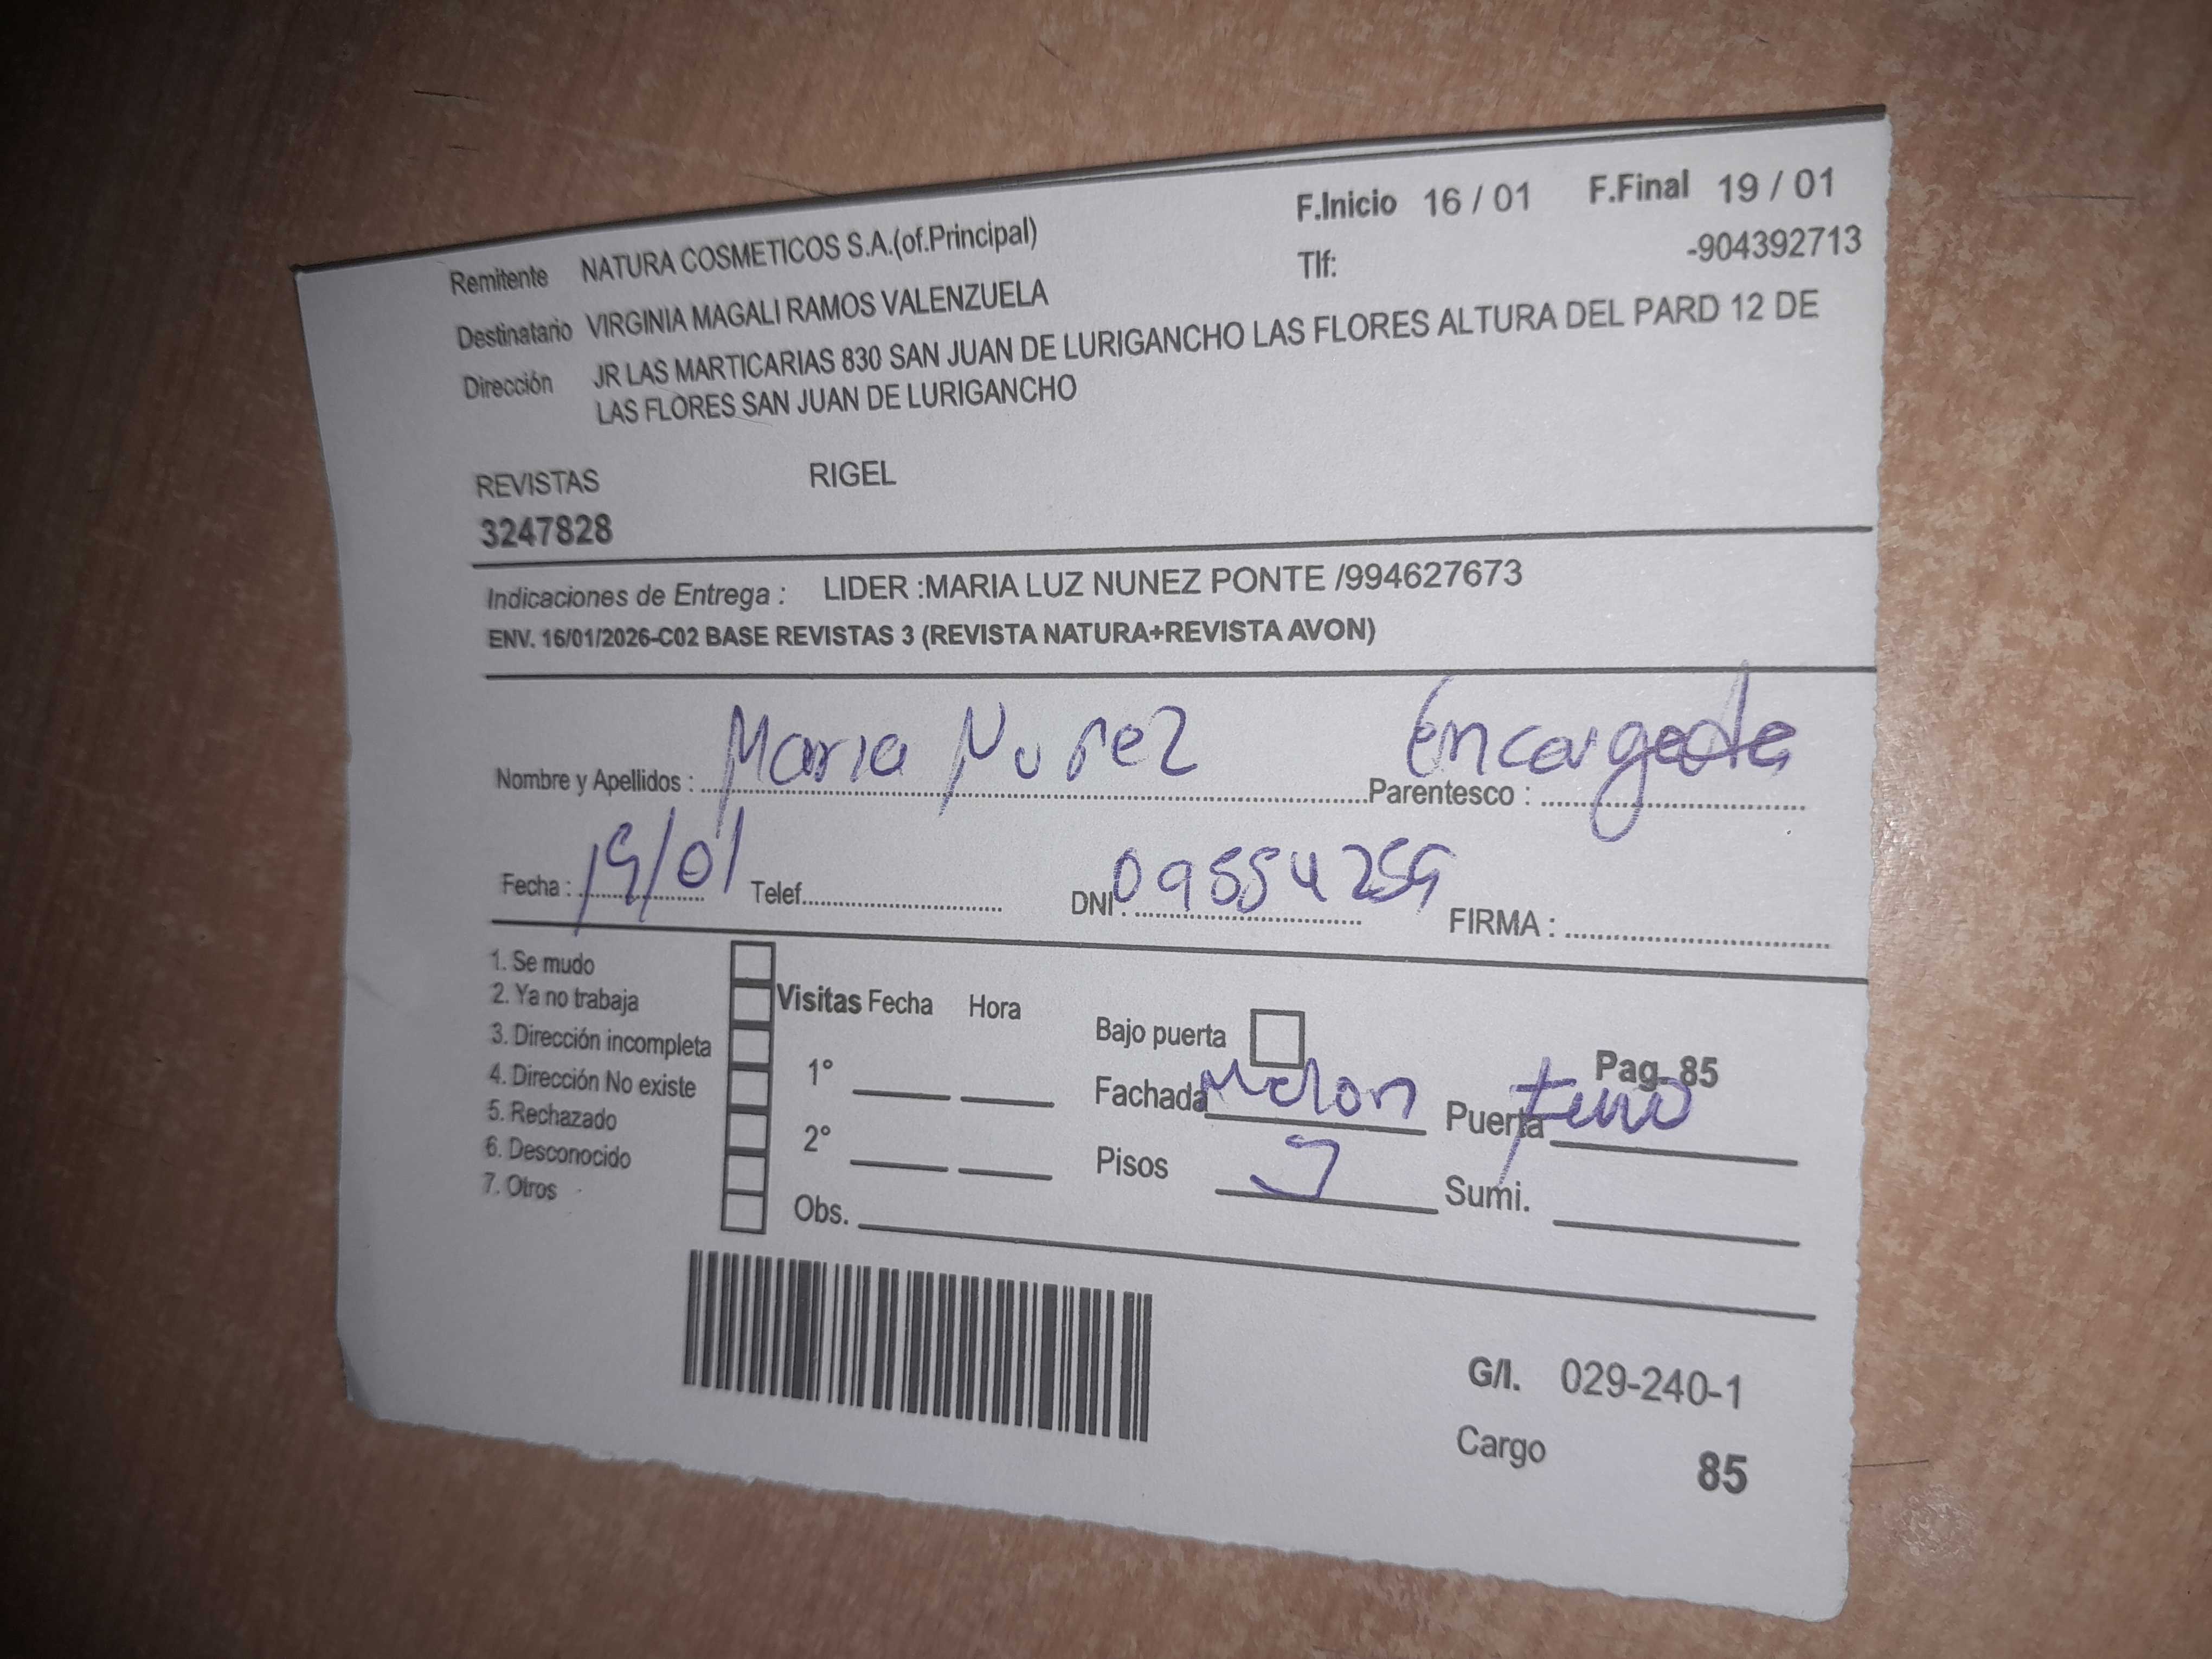 F.Inicio 16 / 01 F.Final 19 / 01
Remitente NATURA COSMETICOS S.A.(of.Principal) Tlf: -904392713
Destinatario VIRGINIA MAGALI RAMOS VALENZUELA
Dirección JR LAS MARTICARIAS 830 SAN JUAN DE LURIGANCHO LAS FLORES ALTURA DEL PARD 12 DE
LAS FLORES SAN JUAN DE LURIGANCHO
REVISTAS RIGEL
3247828
Indicaciones de Entrega : LIDER :MARIA LUZ NUNEZ PONTE /994627673
ENV. 16/01/2026-C02 BASE REVISTAS 3 (REVISTA NATURA+REVISTA AVON)
Nombre y Apellidos : Maria Nuñez Parentesco : Encargada
Fecha : 19/01 Telef. DNI : 09554259 FIRMA :
1. Se mudo
2. Ya no trabaja
3. Dirección incompleta
4. Dirección No existe
5. Rechazado
6. Desconocido
7. Otros
Visitas Fecha Hora
1°
2°
Obs.
Bajo puerta
Pag. 85
Fachada Melon Puerta
Pisos Sumi.
G/I. 029-240-1
Cargo 85